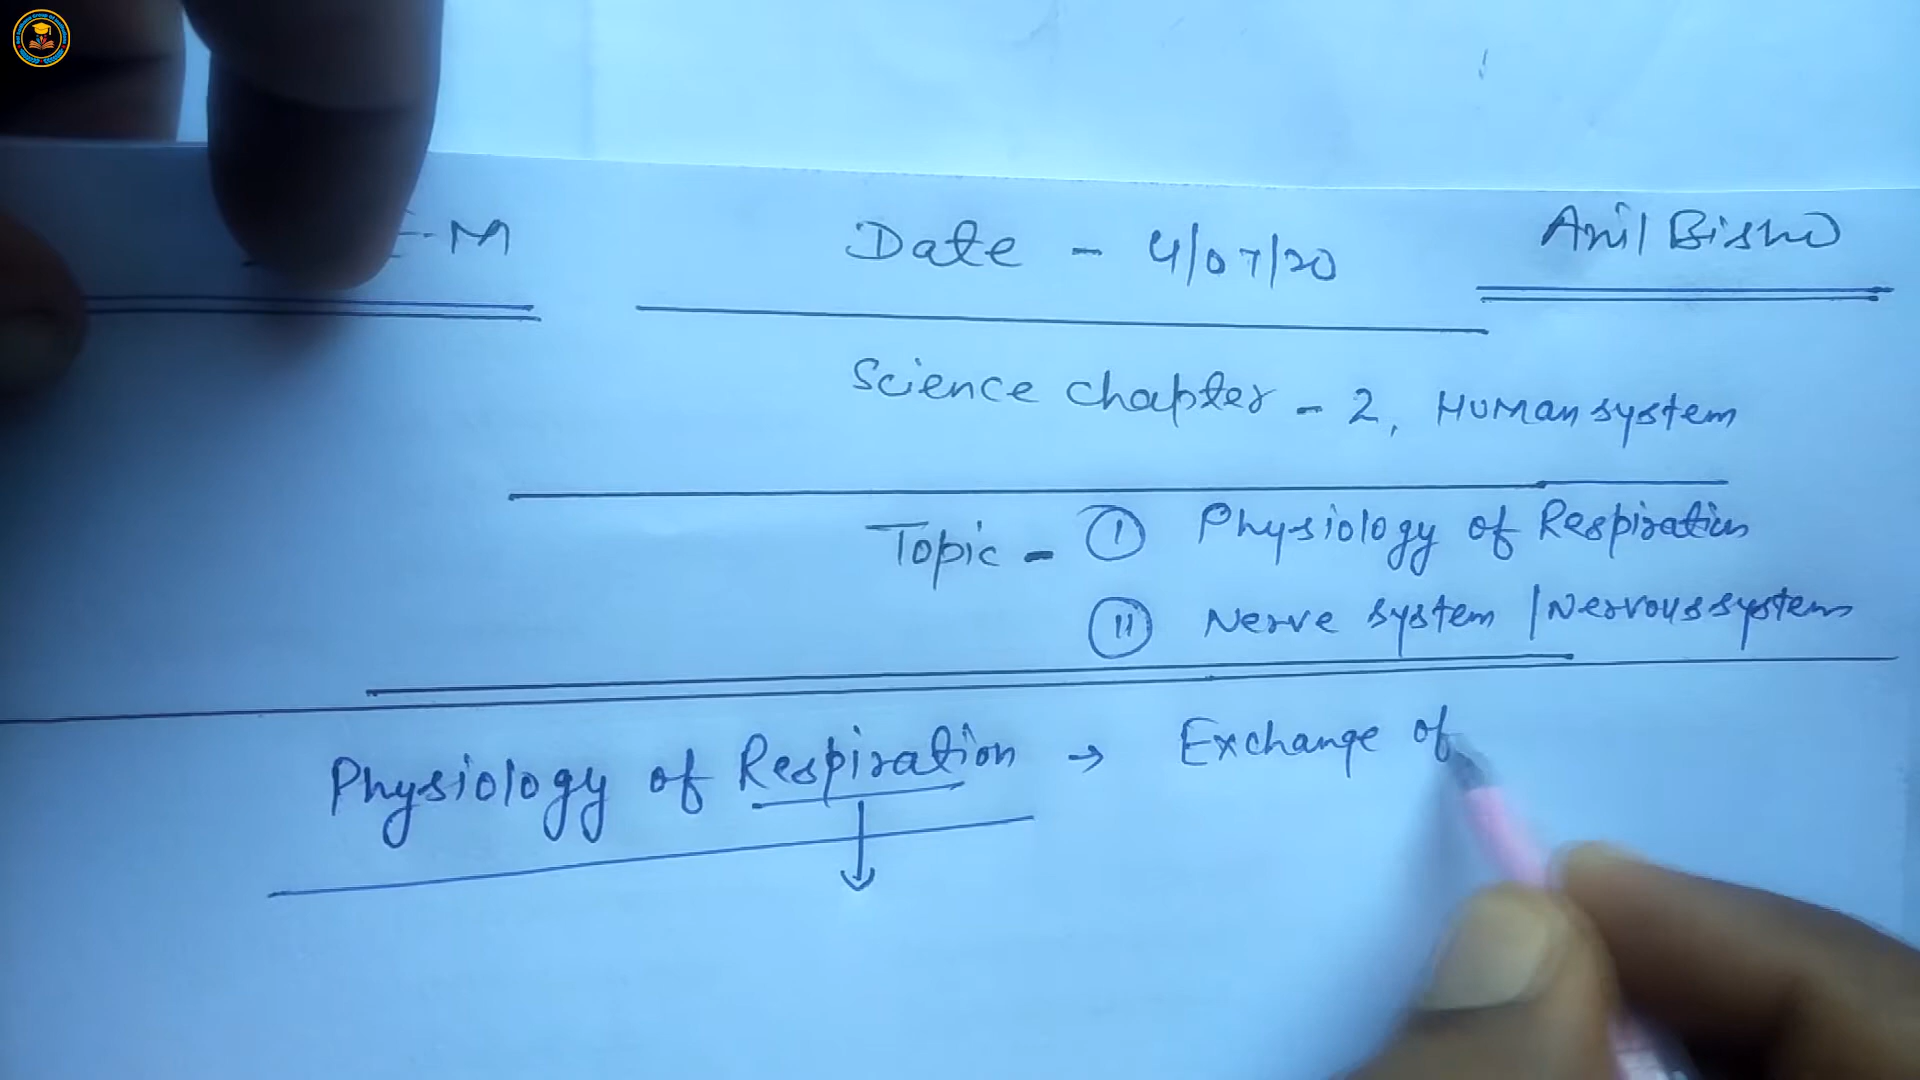 E-M Date - 4/07/20 Anil Bishno
Science chapter - 2, Human system
Topic - I Physiology of Respiration
II Nerve system / Nervous system
Physiology of Respiration → Exchange of